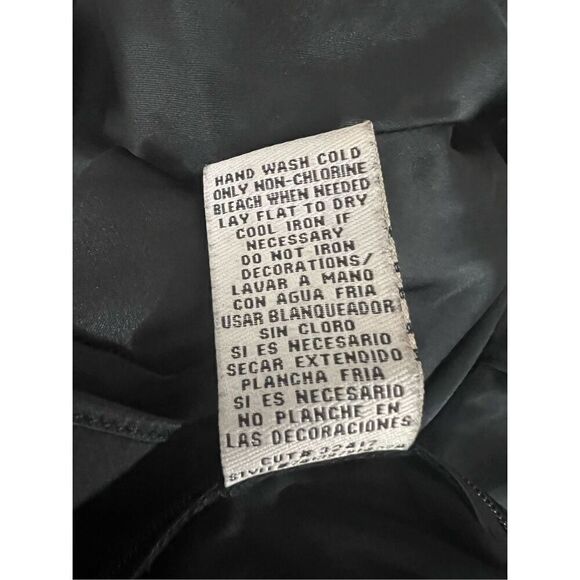 HAND WASH COLD
ONLY NON-CHLORINE
BLEACH WHEN NEEDED
LAY FLAT TO DRY
COOL IRON IF
NECESSARY
DO NOT IRON
DECORATIONS/
LAVAR A MANO
CON AGUA FRIA
USAR BLANQUEADOR
SIN CLORO
SI ES NECESARIO
SECAR EXTENDIDO
PLANCHA FRIA
SI ES NECESARIO
NO PLANCHE EN
LAS DECORACIONES
CUT# 32417